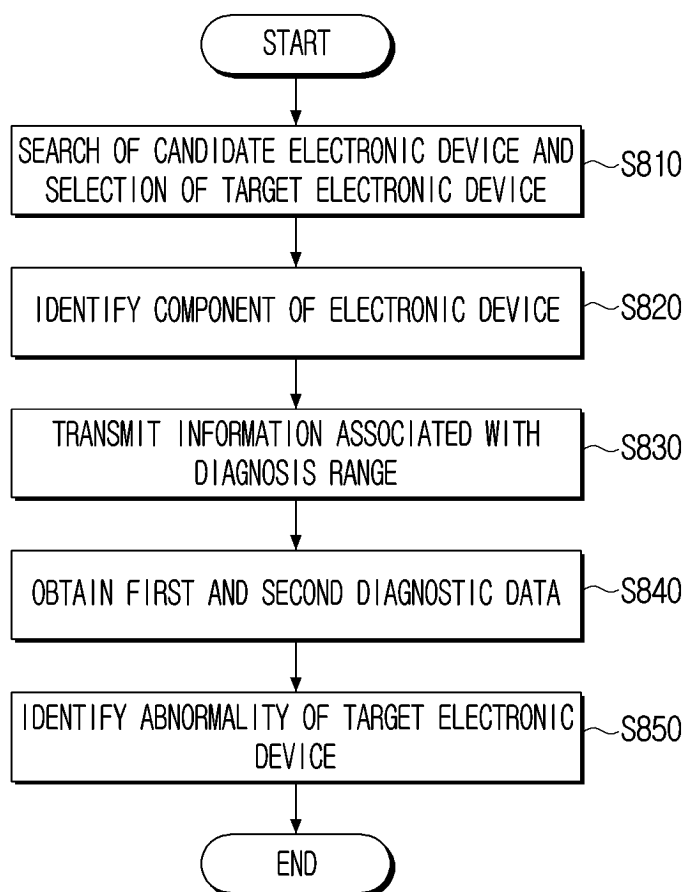 START
SEARCH OF CANDIDATE ELECTRONIC DEVICE AND
SELECTION OF TARGET ELECTRONIC DEVICE
S810
IDENTIFY COMPONENT OF ELECTRONIC DEVICE
S820
TRANSMIT INFORMATION ASSOCIATED WITH
DIAGNOSIS RANGE
S830
OBTAIN FIRST AND SECOND DIAGNOSTIC DATA
S840
IDENTIFY ABNORMALITY OF TARGET ELECTRONIC
DEVICE
S850
END